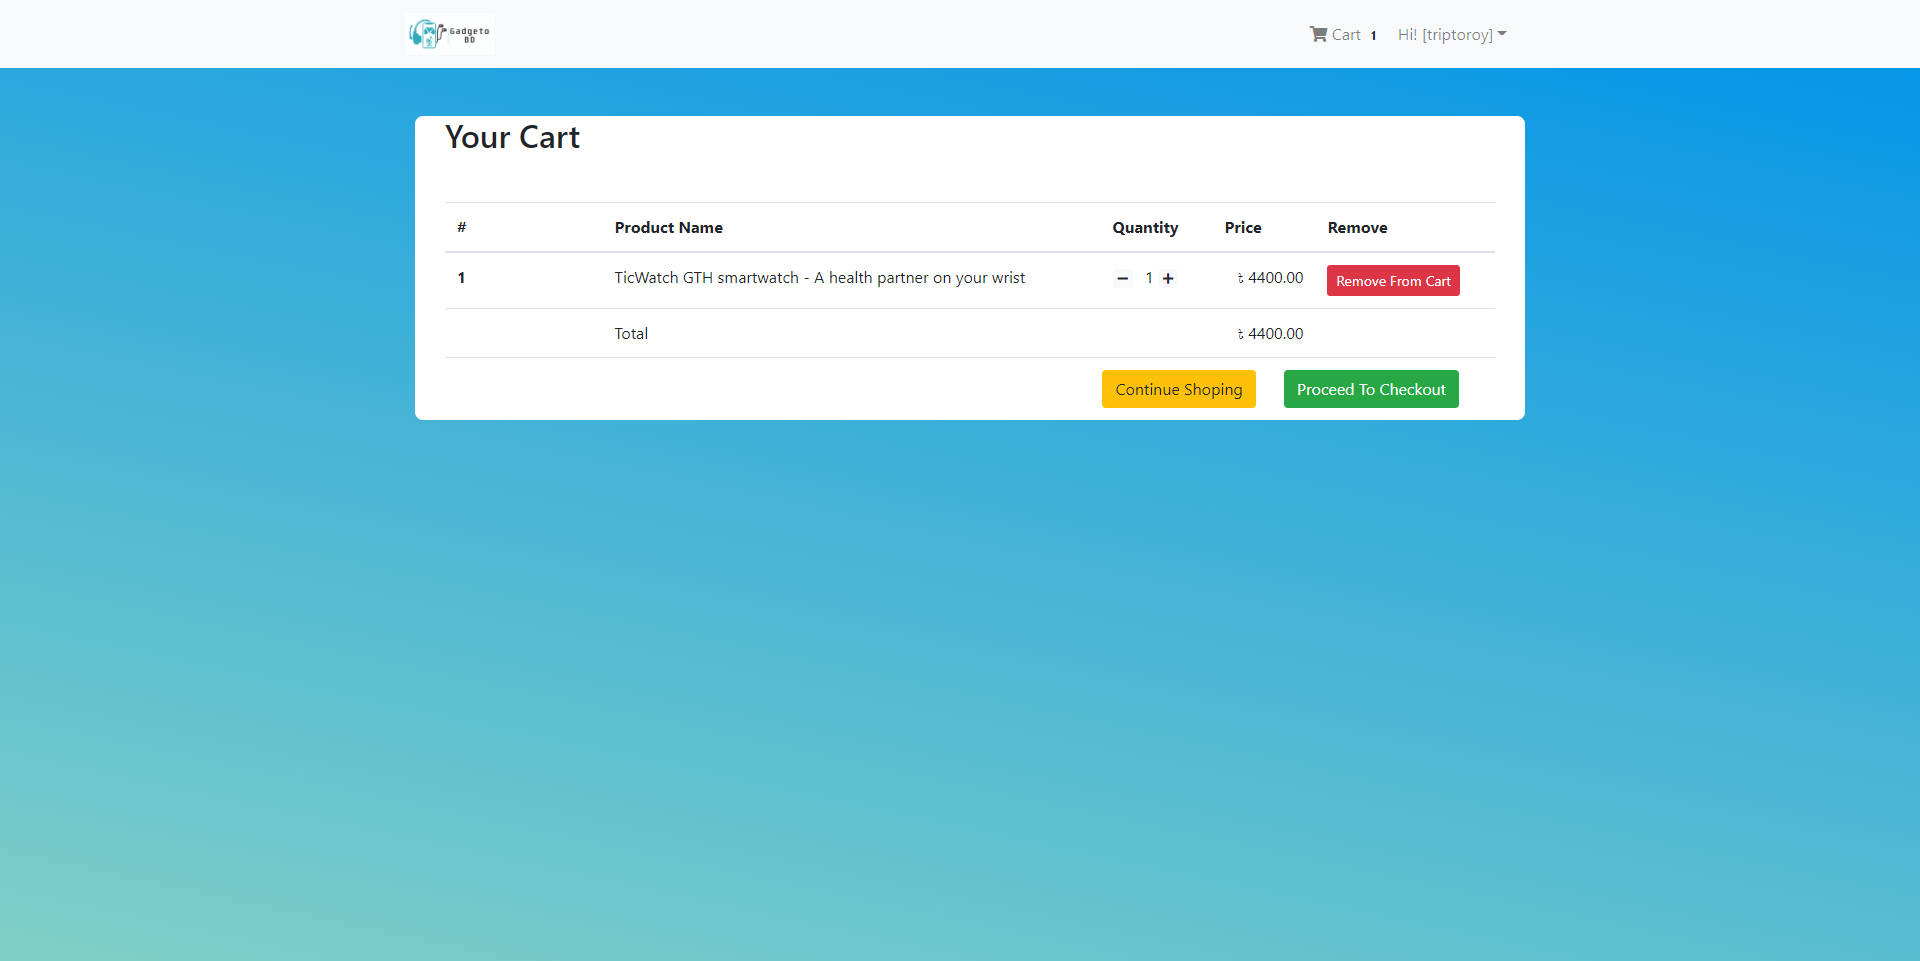 Gadgeto
BD
Cart 1 Hi! [triptoroy]
Your Cart
# Product Name Quantity Price Remove
1 TicWatch GTH smartwatch - A health partner on your wrist − 1 + ৳ 4400.00 Remove From Cart
Total ৳ 4400.00
Continue Shoping Proceed To Checkout